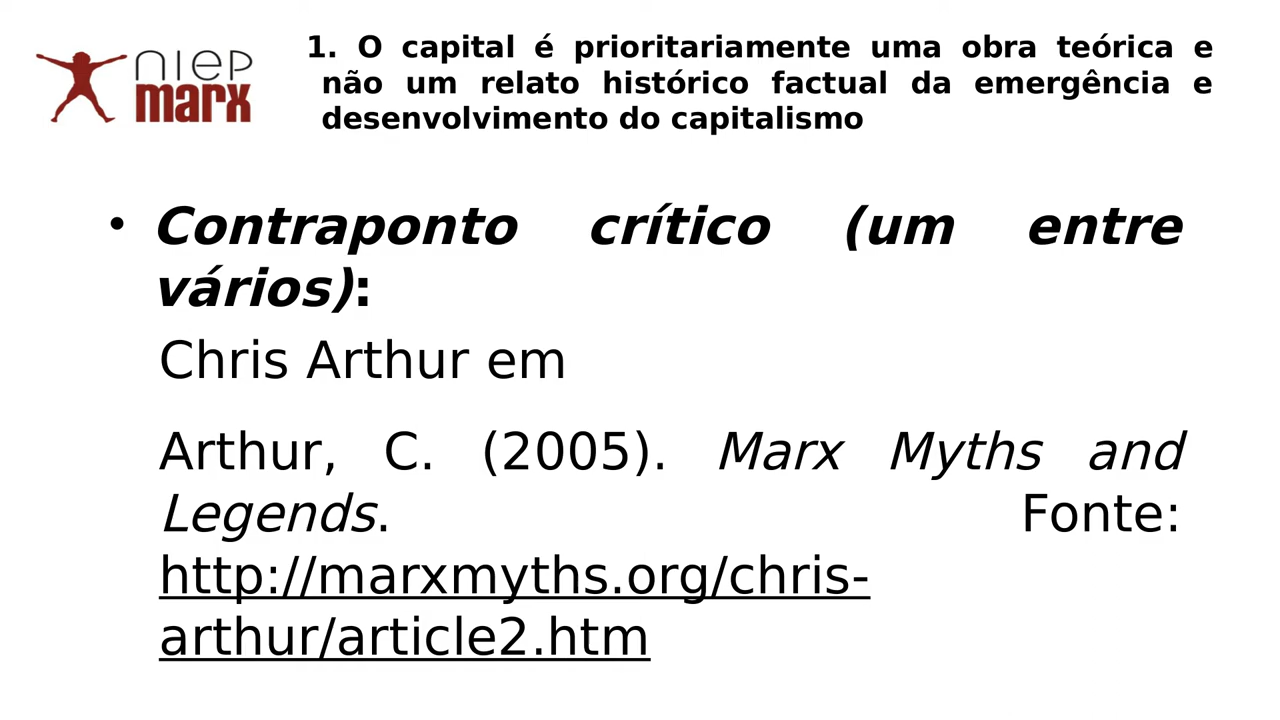 NIEP
marx
1. O capital é prioritariamente uma obra teórica e
não um relato histórico factual da emergência e
desenvolvimento do capitalismo
• Contraponto crítico (um entre
vários):
Chris Arthur em
Arthur, C. (2005). Marx Myths and
Legends. Fonte:
http://marxmyths.org/chris-
arthur/article2.htm